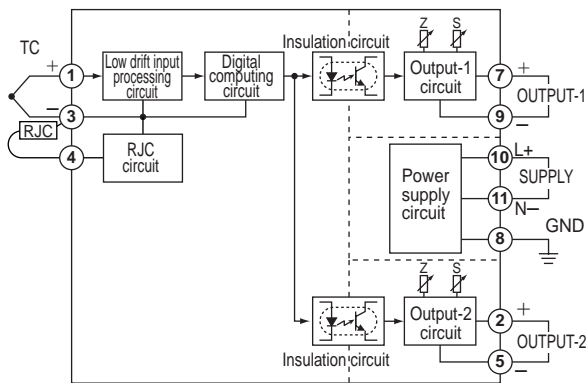 TC
+
1
Low drift input
processing
circuit
Digital
computing
circuit
Insulation circuit
Z
S
Output-1
circuit
7
+
OUTPUT-1
9
−
−
3
RJC
4
RJC
circuit
Power
supply
circuit
10
L+
SUPPLY
11
N−
8
GND
Z
S
Output-2
circuit
2
+
OUTPUT-2
5
−
Insulation circuit